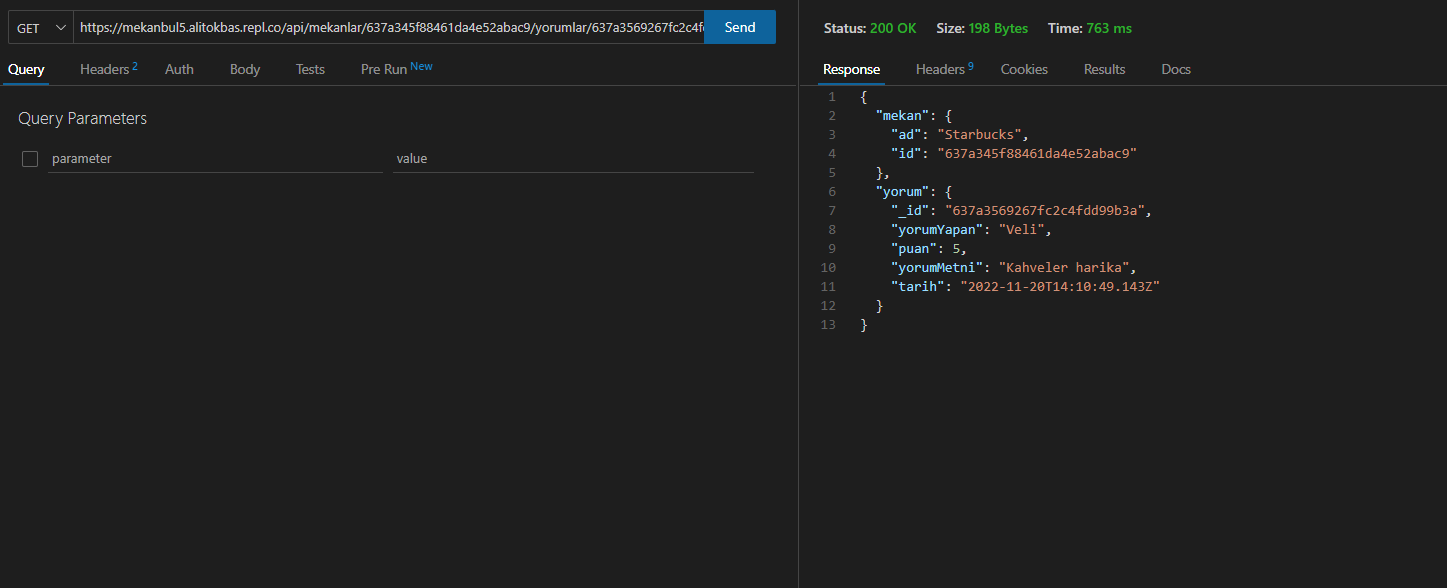 GET
https://mekanbul5.alitokbas.repl.co/api/mekanlar/637a345f88461da4e52abac9/yorumlar/637a3569267fc2c4f
Send
Query
Headers 2
Auth
Body
Tests
Pre Run New
Query Parameters
parameter
value
Status: 200 OK
Size: 198 Bytes
Time: 763 ms
Response
Headers 9
Cookies
Results
Docs
1 {
2 "mekan": {
3 "ad": "Starbucks",
4 "id": "637a345f88461da4e52abac9"
5 },
6 "yorum": {
7 "_id": "637a3569267fc2c4fdd99b3a",
8 "yorumYapan": "Veli",
9 "puan": 5,
10 "yorumMetni": "Kahveler harika",
11 "tarih": "2022-11-20T14:10:49.143Z"
12 }
13 }